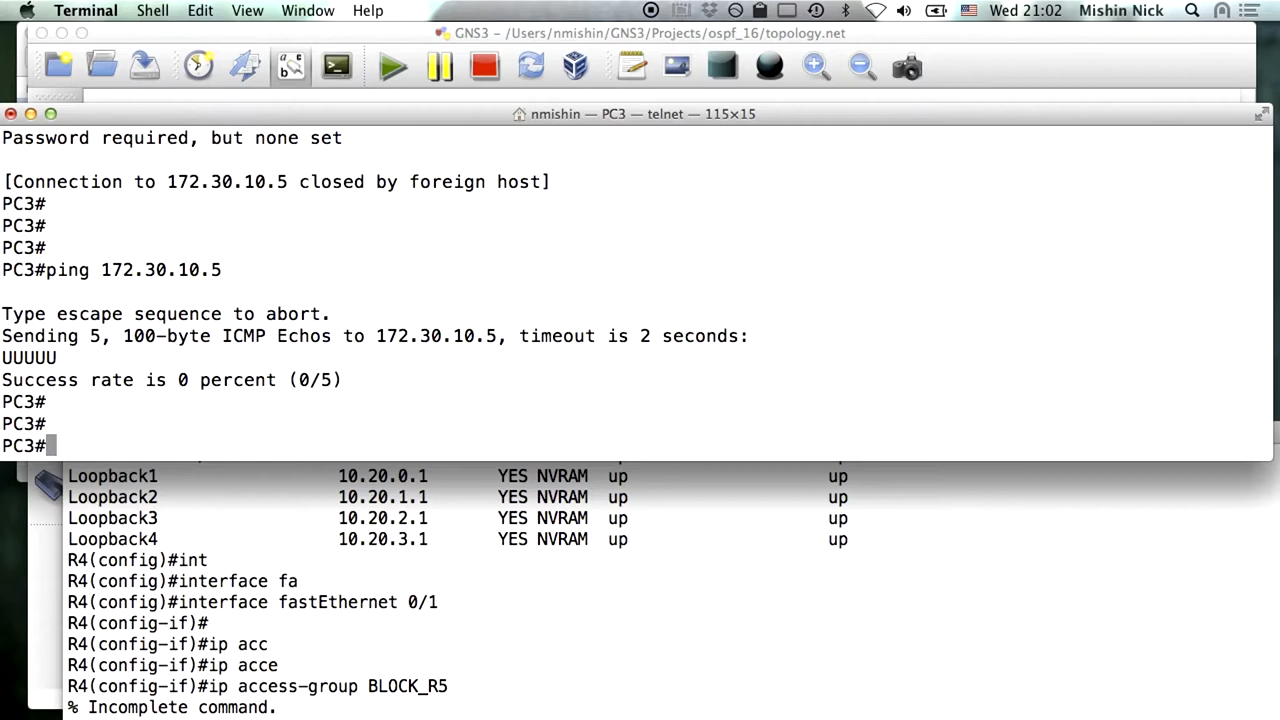 Terminal Shell Edit View Window Help Wed 21:02 Mishin Nick
GNS3 – /Users/nmishin/GNS3/Projects/ospf_16/topology.net
nmishin — PC3 — telnet — 115×15
Password required, but none set
[Connection to 172.30.10.5 closed by foreign host]
PC3#
PC3#
PC3#
PC3#ping 172.30.10.5
Type escape sequence to abort.
Sending 5, 100-byte ICMP Echos to 172.30.10.5, timeout is 2 seconds:
UUUUU
Success rate is 0 percent (0/5)
PC3#
PC3#
PC3#
Loopback1 10.20.0.1 YES NVRAM up up
Loopback2 10.20.1.1 YES NVRAM up up
Loopback3 10.20.2.1 YES NVRAM up up
Loopback4 10.20.3.1 YES NVRAM up up
R4(config)#int
R4(config)#interface fa
R4(config)#interface fastEthernet 0/1
R4(config-if)#
R4(config-if)#ip acc
R4(config-if)#ip acce
R4(config-if)#ip access-group BLOCK_R5
% Incomplete command.